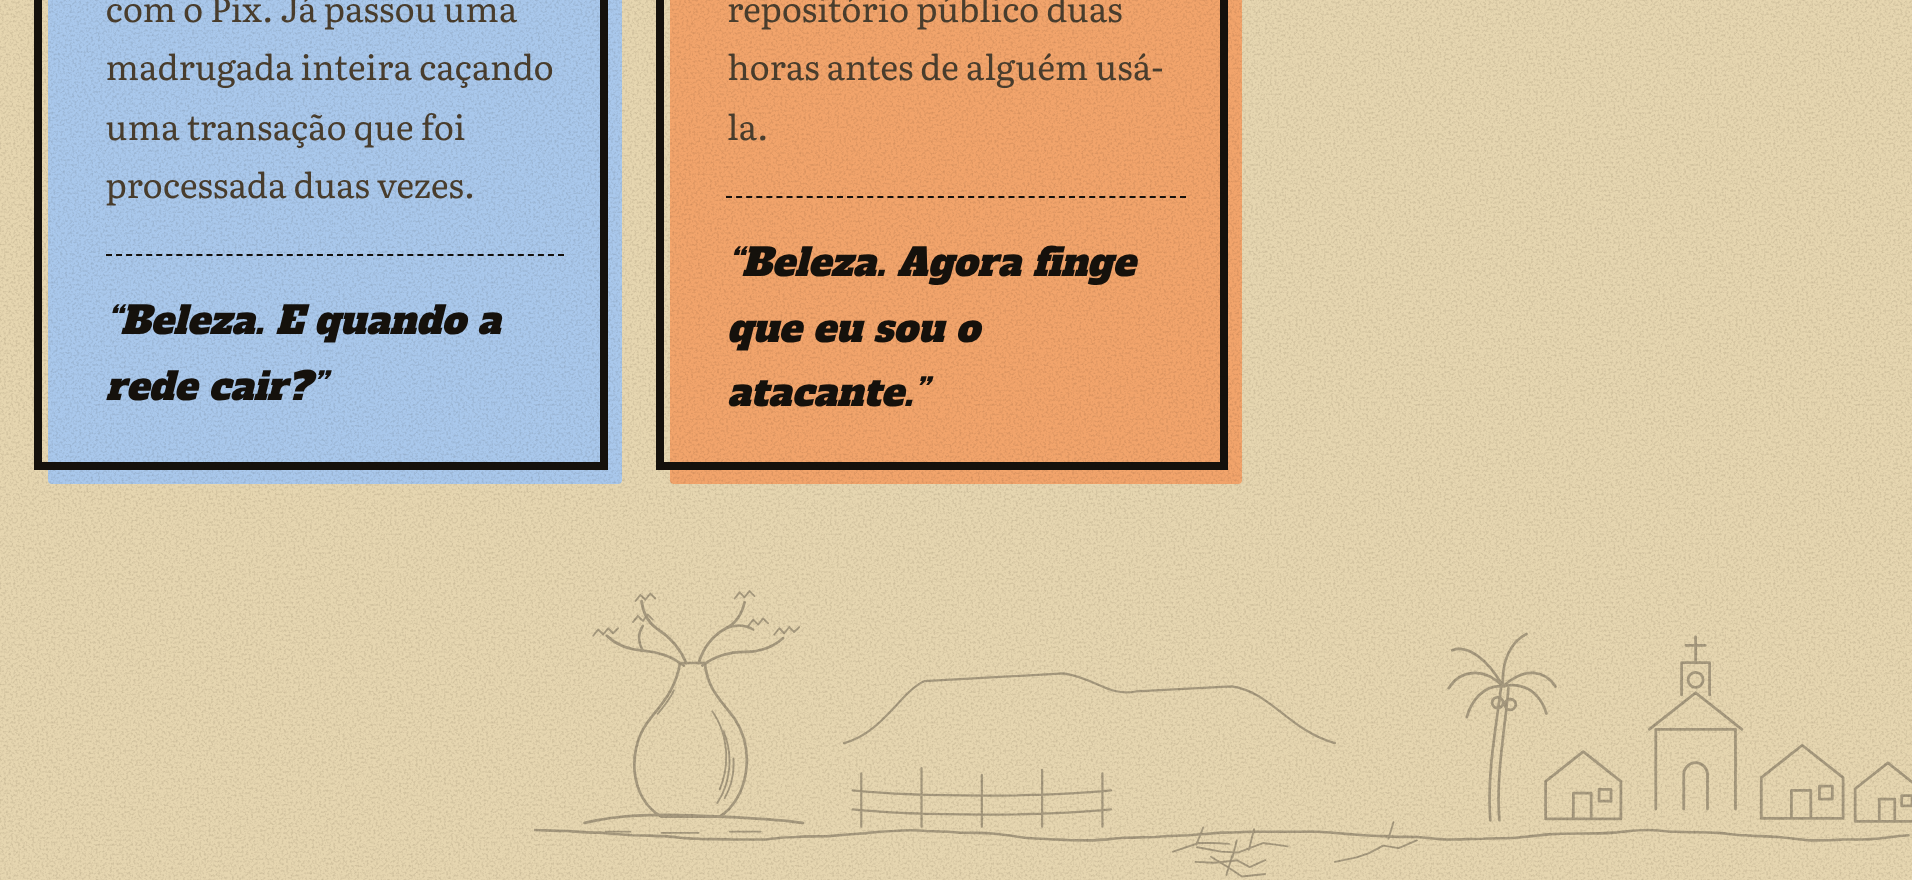 com o Pix. Já passou uma
madrugada inteira caçando
uma transação que foi
processada duas vezes.
“Beleza. E quando a
rede cair?”
repositório público duas
horas antes de alguém usá-
la.
“Beleza. Agora finge
que eu sou o
atacante.”